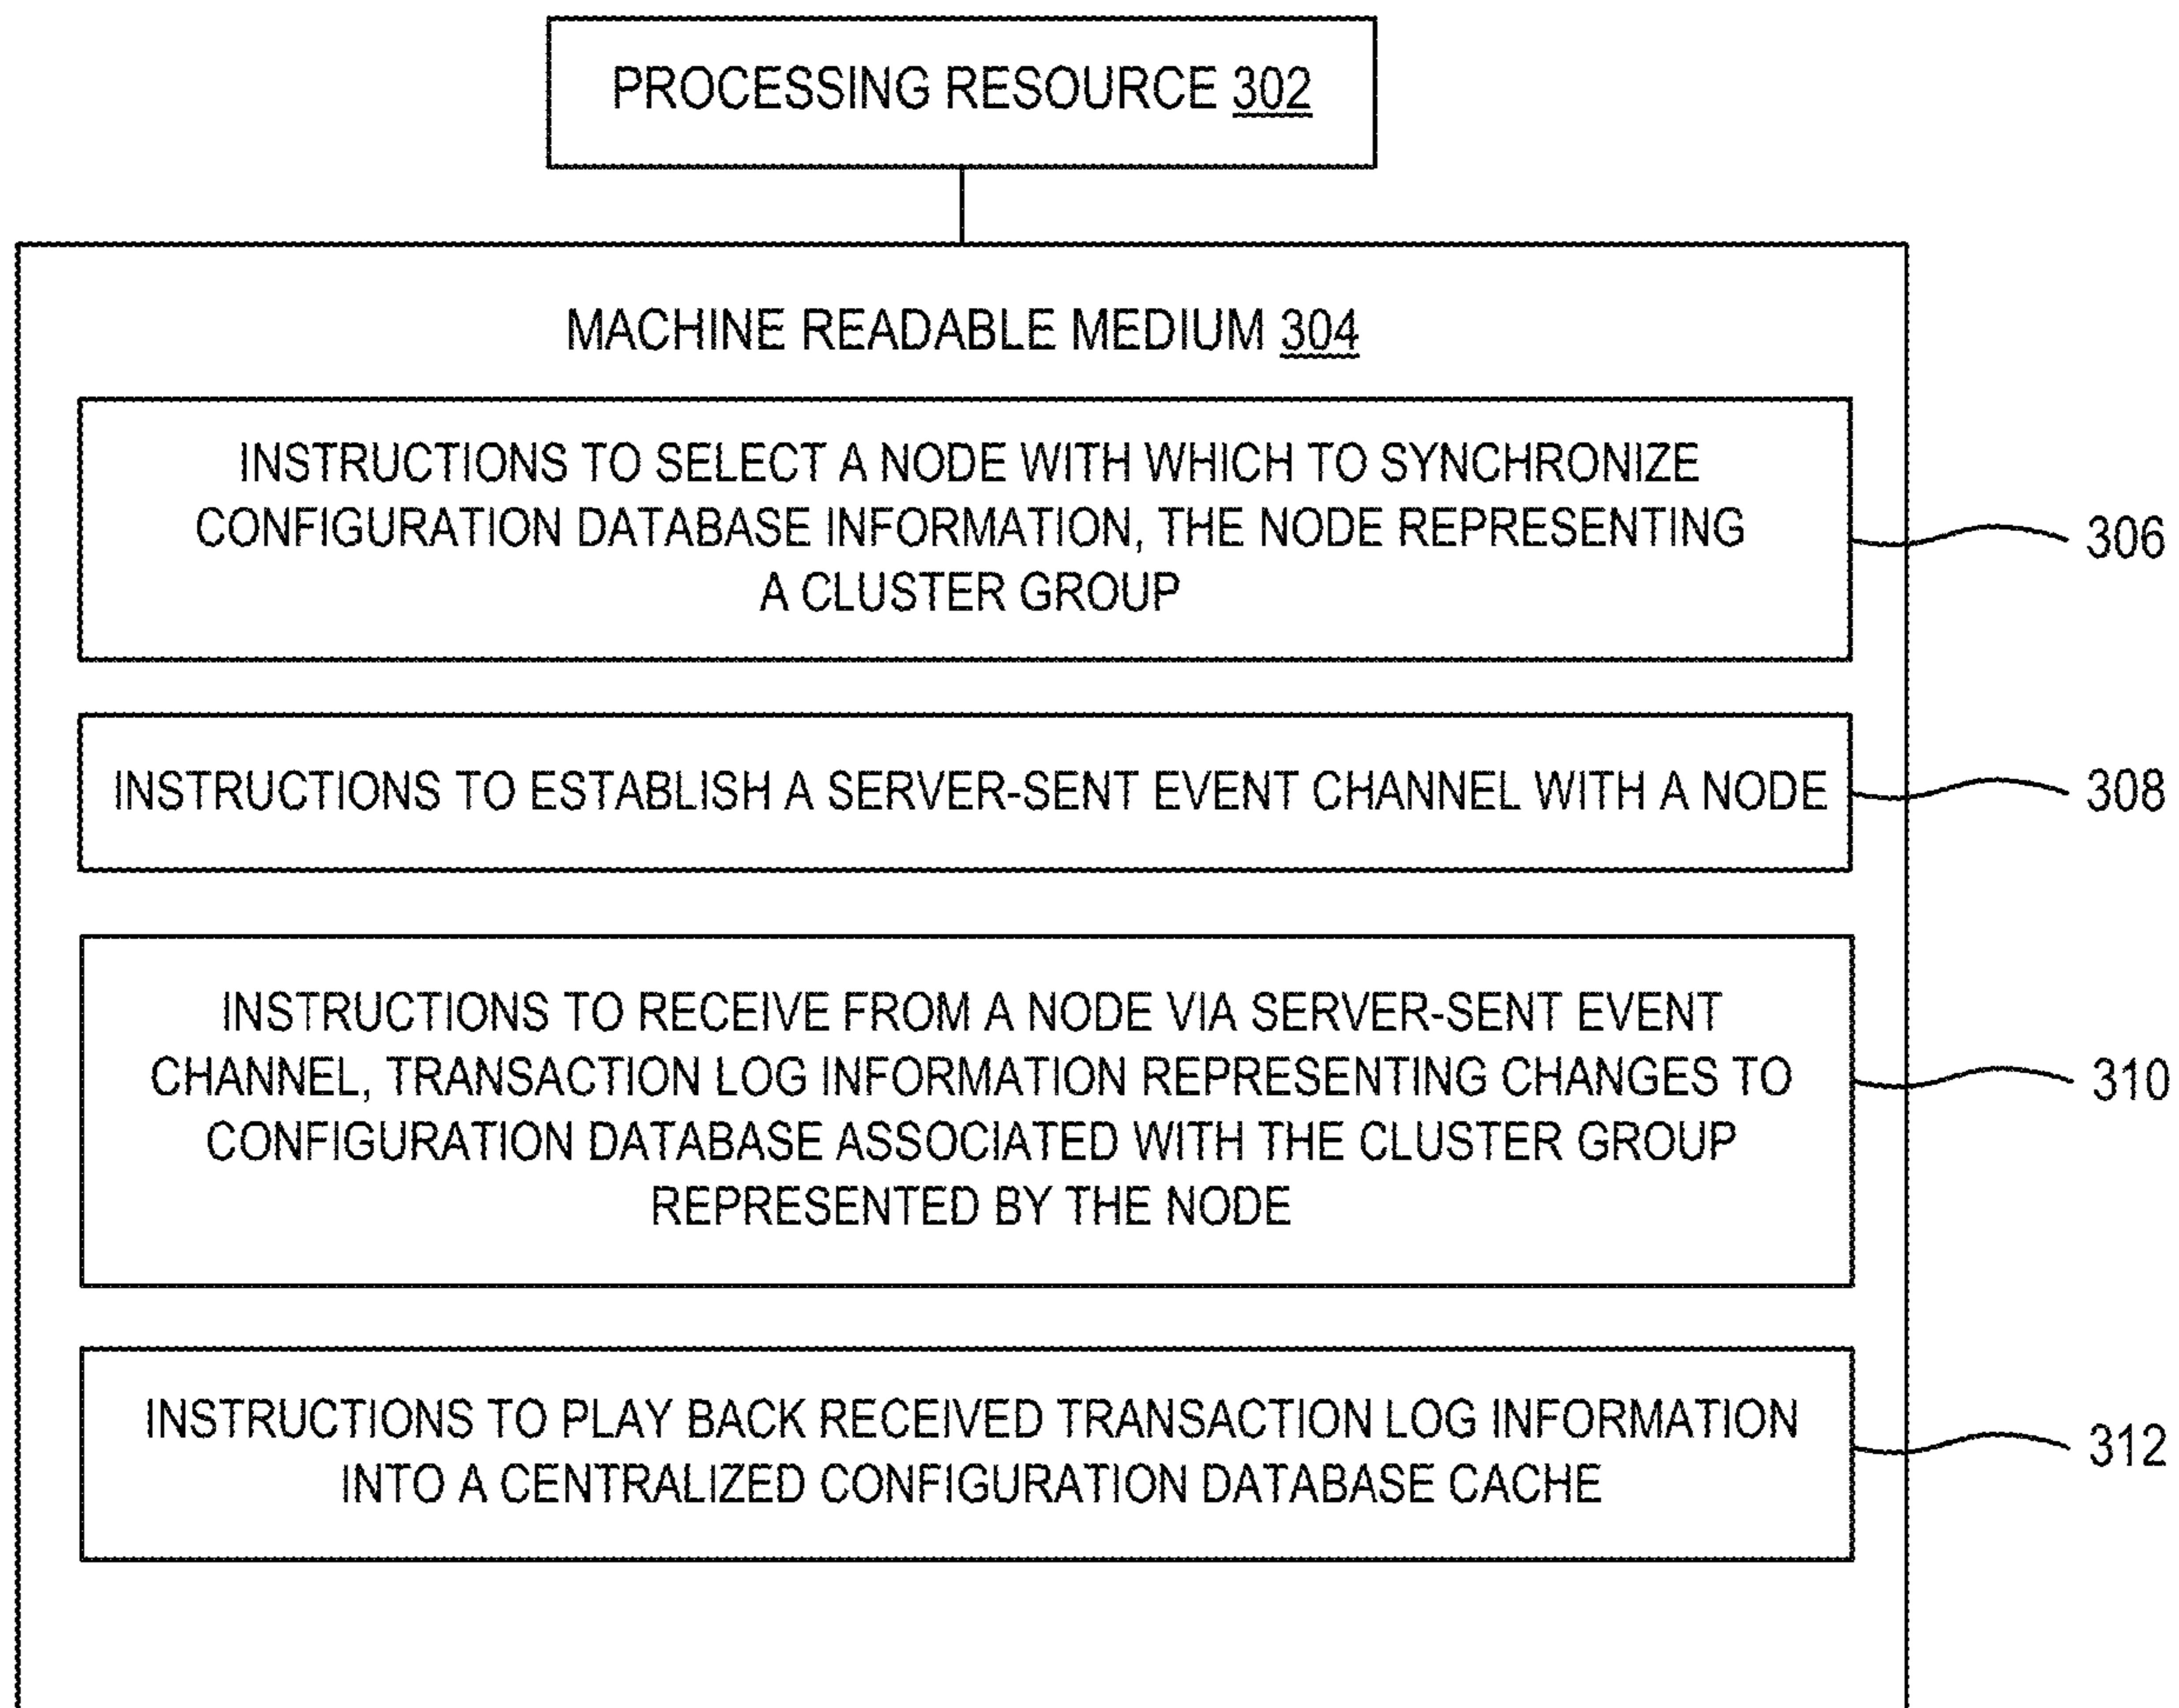 PROCESSING RESOURCE 302
MACHINE READABLE MEDIUM 304
INSTRUCTIONS TO SELECT A NODE WITH WHICH TO SYNCHRONIZE
CONFIGURATION DATABASE INFORMATION, THE NODE REPRESENTING
A CLUSTER GROUP
306
INSTRUCTIONS TO ESTABLISH A SERVER-SENT EVENT CHANNEL WITH A NODE
308
INSTRUCTIONS TO RECEIVE FROM A NODE VIA SERVER-SENT EVENT
CHANNEL, TRANSACTION LOG INFORMATION REPRESENTING CHANGES TO
CONFIGURATION DATABASE ASSOCIATED WITH THE CLUSTER GROUP
REPRESENTED BY THE NODE
310
INSTRUCTIONS TO PLAY BACK RECEIVED TRANSACTION LOG INFORMATION
INTO A CENTRALIZED CONFIGURATION DATABASE CACHE
312